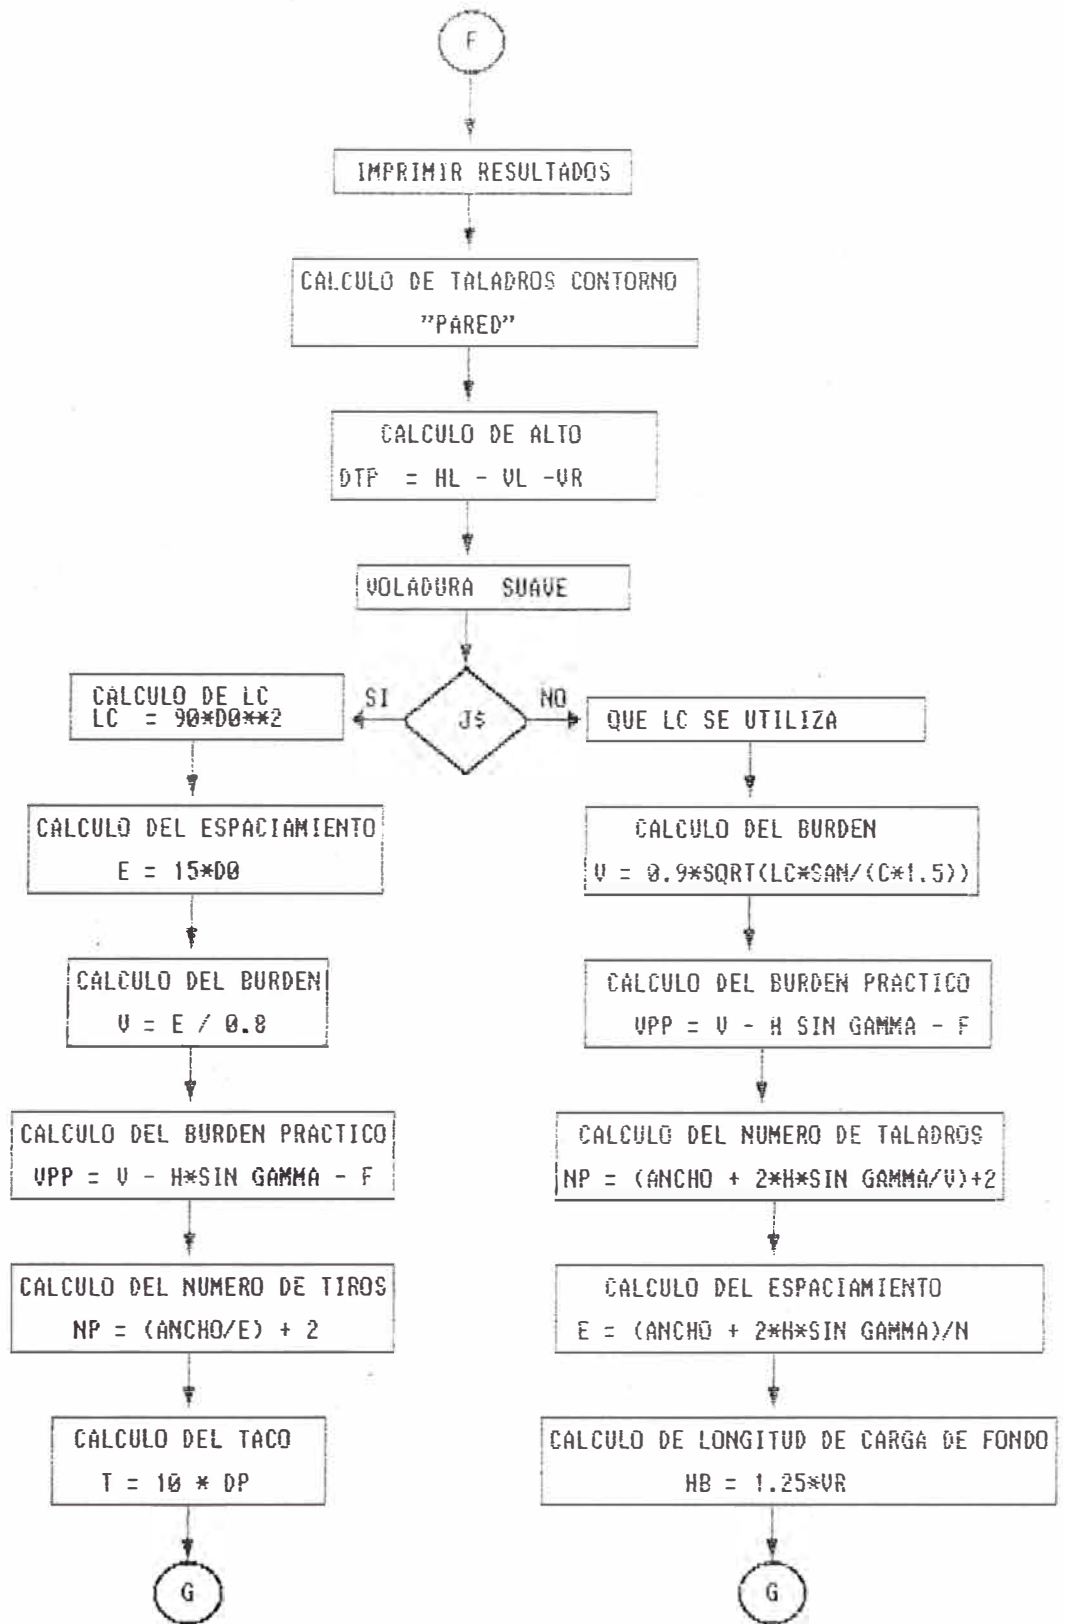 F
IMPRIMIR RESULTADOS
CALCULO DE TALADROS CONTORNO
"PARED"
CALCULO DE ALTO
DTP = HL - VL -VR
VOLADURA SUAVE
J$
SI
NO
CALCULO DE LC
LC = 90*D0**2
CALCULO DEL ESPACIAMIENTO
E = 15*D0
CALCULO DEL BURDEN
V = E / 0.8
CALCULO DEL BURDEN PRACTICO
VPP = V - H*SIN GAMMA - F
CALCULO DEL NUMERO DE TIROS
NP = (ANCHO/E) + 2
CALCULO DEL TACO
T = 10 * DP
G
QUE LC SE UTILIZA
CALCULO DEL BURDEN
V = 0.9*SQRT(LC*SAN/(C*1.5))
CALCULO DEL BURDEN PRACTICO
VPP = V - H SIN GAMMA - F
CALCULO DEL NUMERO DE TALADROS
NP = (ANCHO + 2*H*SIN GAMMA/V)+2
CALCULO DEL ESPACIAMIENTO
E = (ANCHO + 2*H*SIN GAMMA)/N
CALCULO DE LONGITUD DE CARGA DE FONDO
HB = 1.25*VR
G